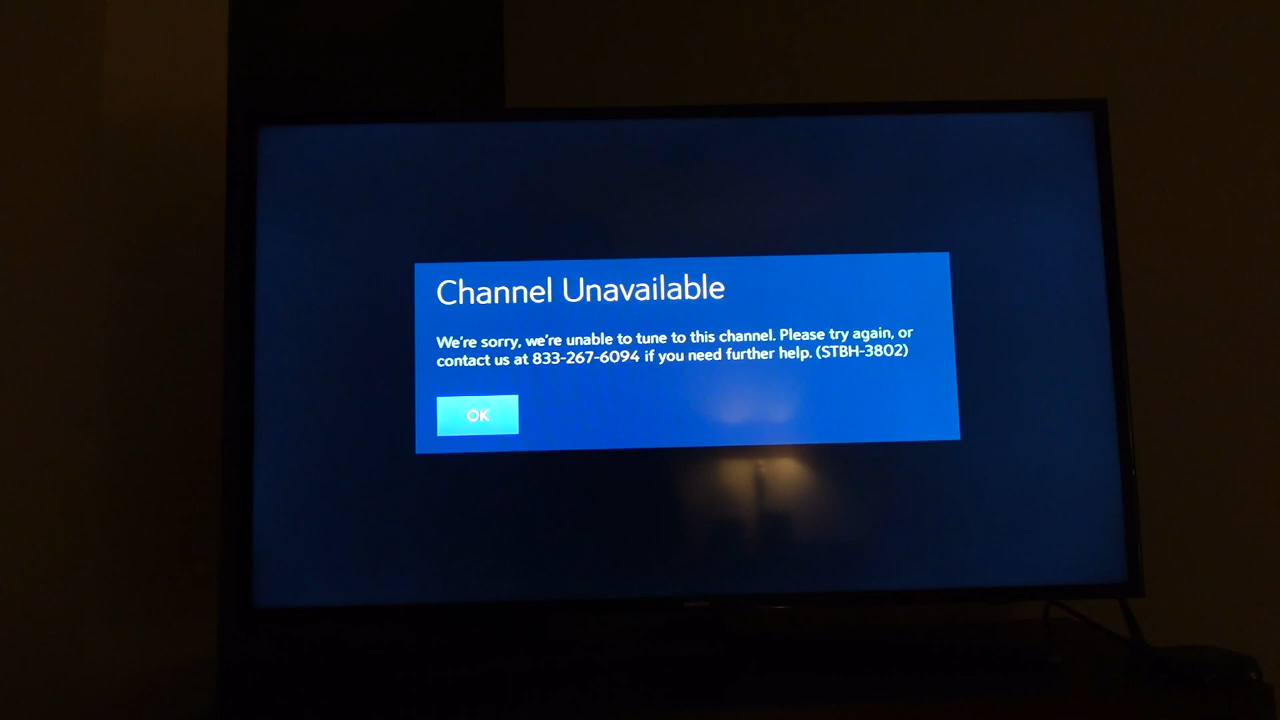 Channel Unavailable
We're sorry, we're unable to tune to this channel. Please try again, or
contact us at 833-267-6094 if you need further help. (STBH-3802)
OK